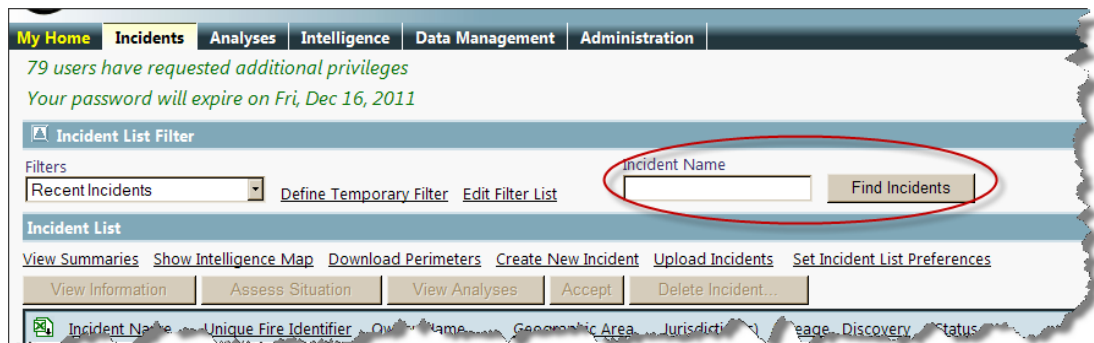 My Home Incidents Analyses Intelligence Data Management Administration
79 users have requested additional privileges
Your password will expire on Fri, Dec 16, 2011
Incident List Filter
Filters Incident Name
Recent Incidents Define Temporary Filter Edit Filter List Find Incidents
Incident List
View Summaries Show Intelligence Map Download Perimeters Create New Incident Upload Incidents Set Incident List Preferences
View Information Assess Situation View Analyses Accept Delete Incident...
Incident Name Unique Fire Identifier Geographic Area Discovery Status